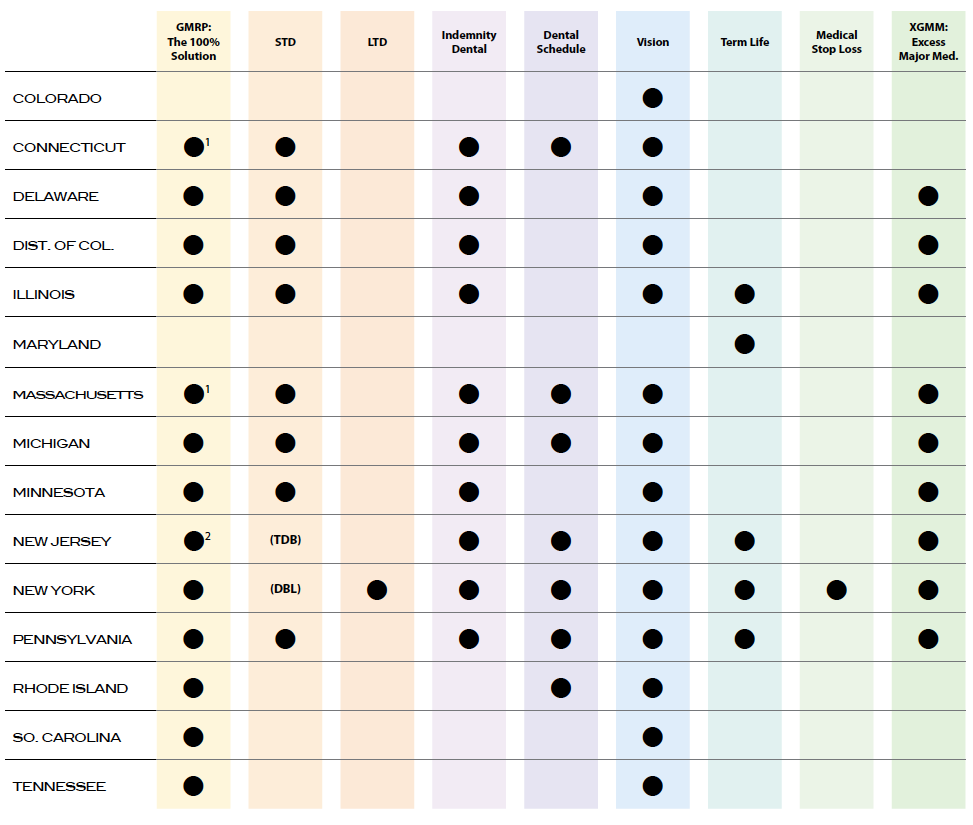 GMRP:
The 100%
Solution
STD
LTD
Indemnity
Dental
Dental
Schedule
Vision
Term Life
Medical
Stop Loss
XGMM:
Excess
Major Med.
COLORADO
CONNECTICUT 1
DELAWARE
DIST. OF COL.
ILLINOIS
MARYLAND
MASSACHUSETTS 1
MICHIGAN
MINNESOTA
NEW JERSEY 2 (TDB)
NEW YORK (DBL)
PENNSYLVANIA
RHODE ISLAND
SO. CAROLINA
TENNESSEE